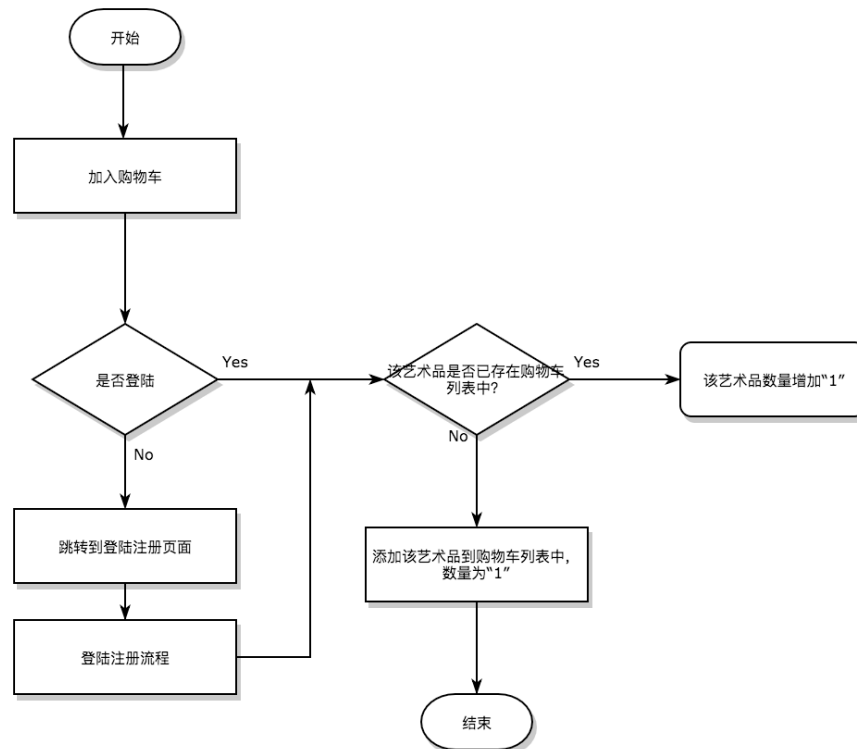 开始
加入购物车
是否登陆
Yes
该艺术品是否已存在购物车
列表中?
Yes
该艺术品数量增加“1”
No
No
跳转到登陆注册页面
添加该艺术品到购物车列表中，
数量为“1”
登陆注册流程
结束